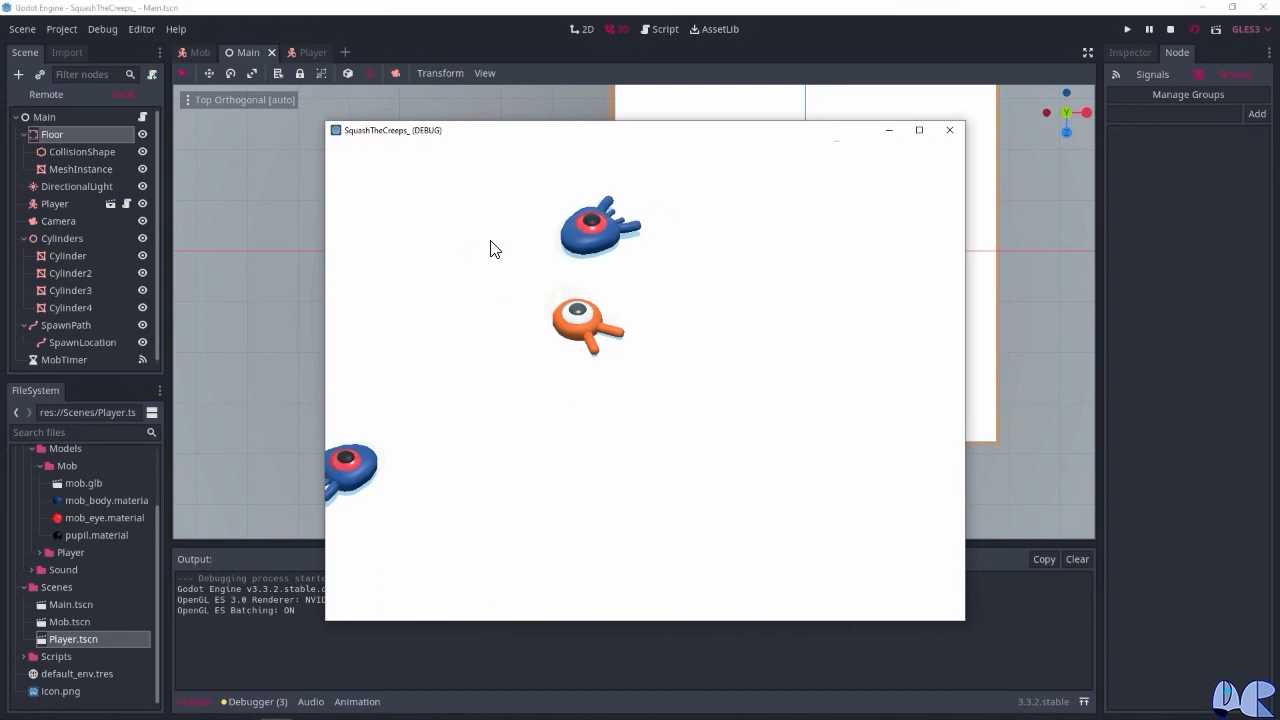 Godot Engine - SquashTheCreeps_ - Main.tscn
Scene Project Debug Editor Help
2D 3D Script AssetLib
GLES3
Scene Import
Mob Main Player
Inspector Node
Filter nodes
Transform View
Signals Groups
Remote Local
Top Orthogonal [auto]
Manage Groups
Add
Main
Floor
CollisionShape
MeshInstance
DirectionalLight
Player
Camera
Cylinders
Cylinder
Cylinder2
Cylinder3
Cylinder4
SpawnPath
SpawnLocation
MobTimer
SquashTheCreeps_ (DEBUG)
Y
Z
FileSystem
res://Scenes/Player.ts
Search files
Models
Mob
mob.glb
mob_body.materia
mob_eye.material
pupil.material
Player
Sound
Scenes
Main.tscn
Mob.tscn
Player.tscn
Scripts
default_env.tres
icon.png
Output:
Copy Clear
--- Debugging process starte
Godot Engine v3.3.2.stable.o
OpenGL ES 3.0 Renderer: NVID
OpenGL ES Batching: ON
Output Debugger (3) Audio Animation
3.3.2.stable